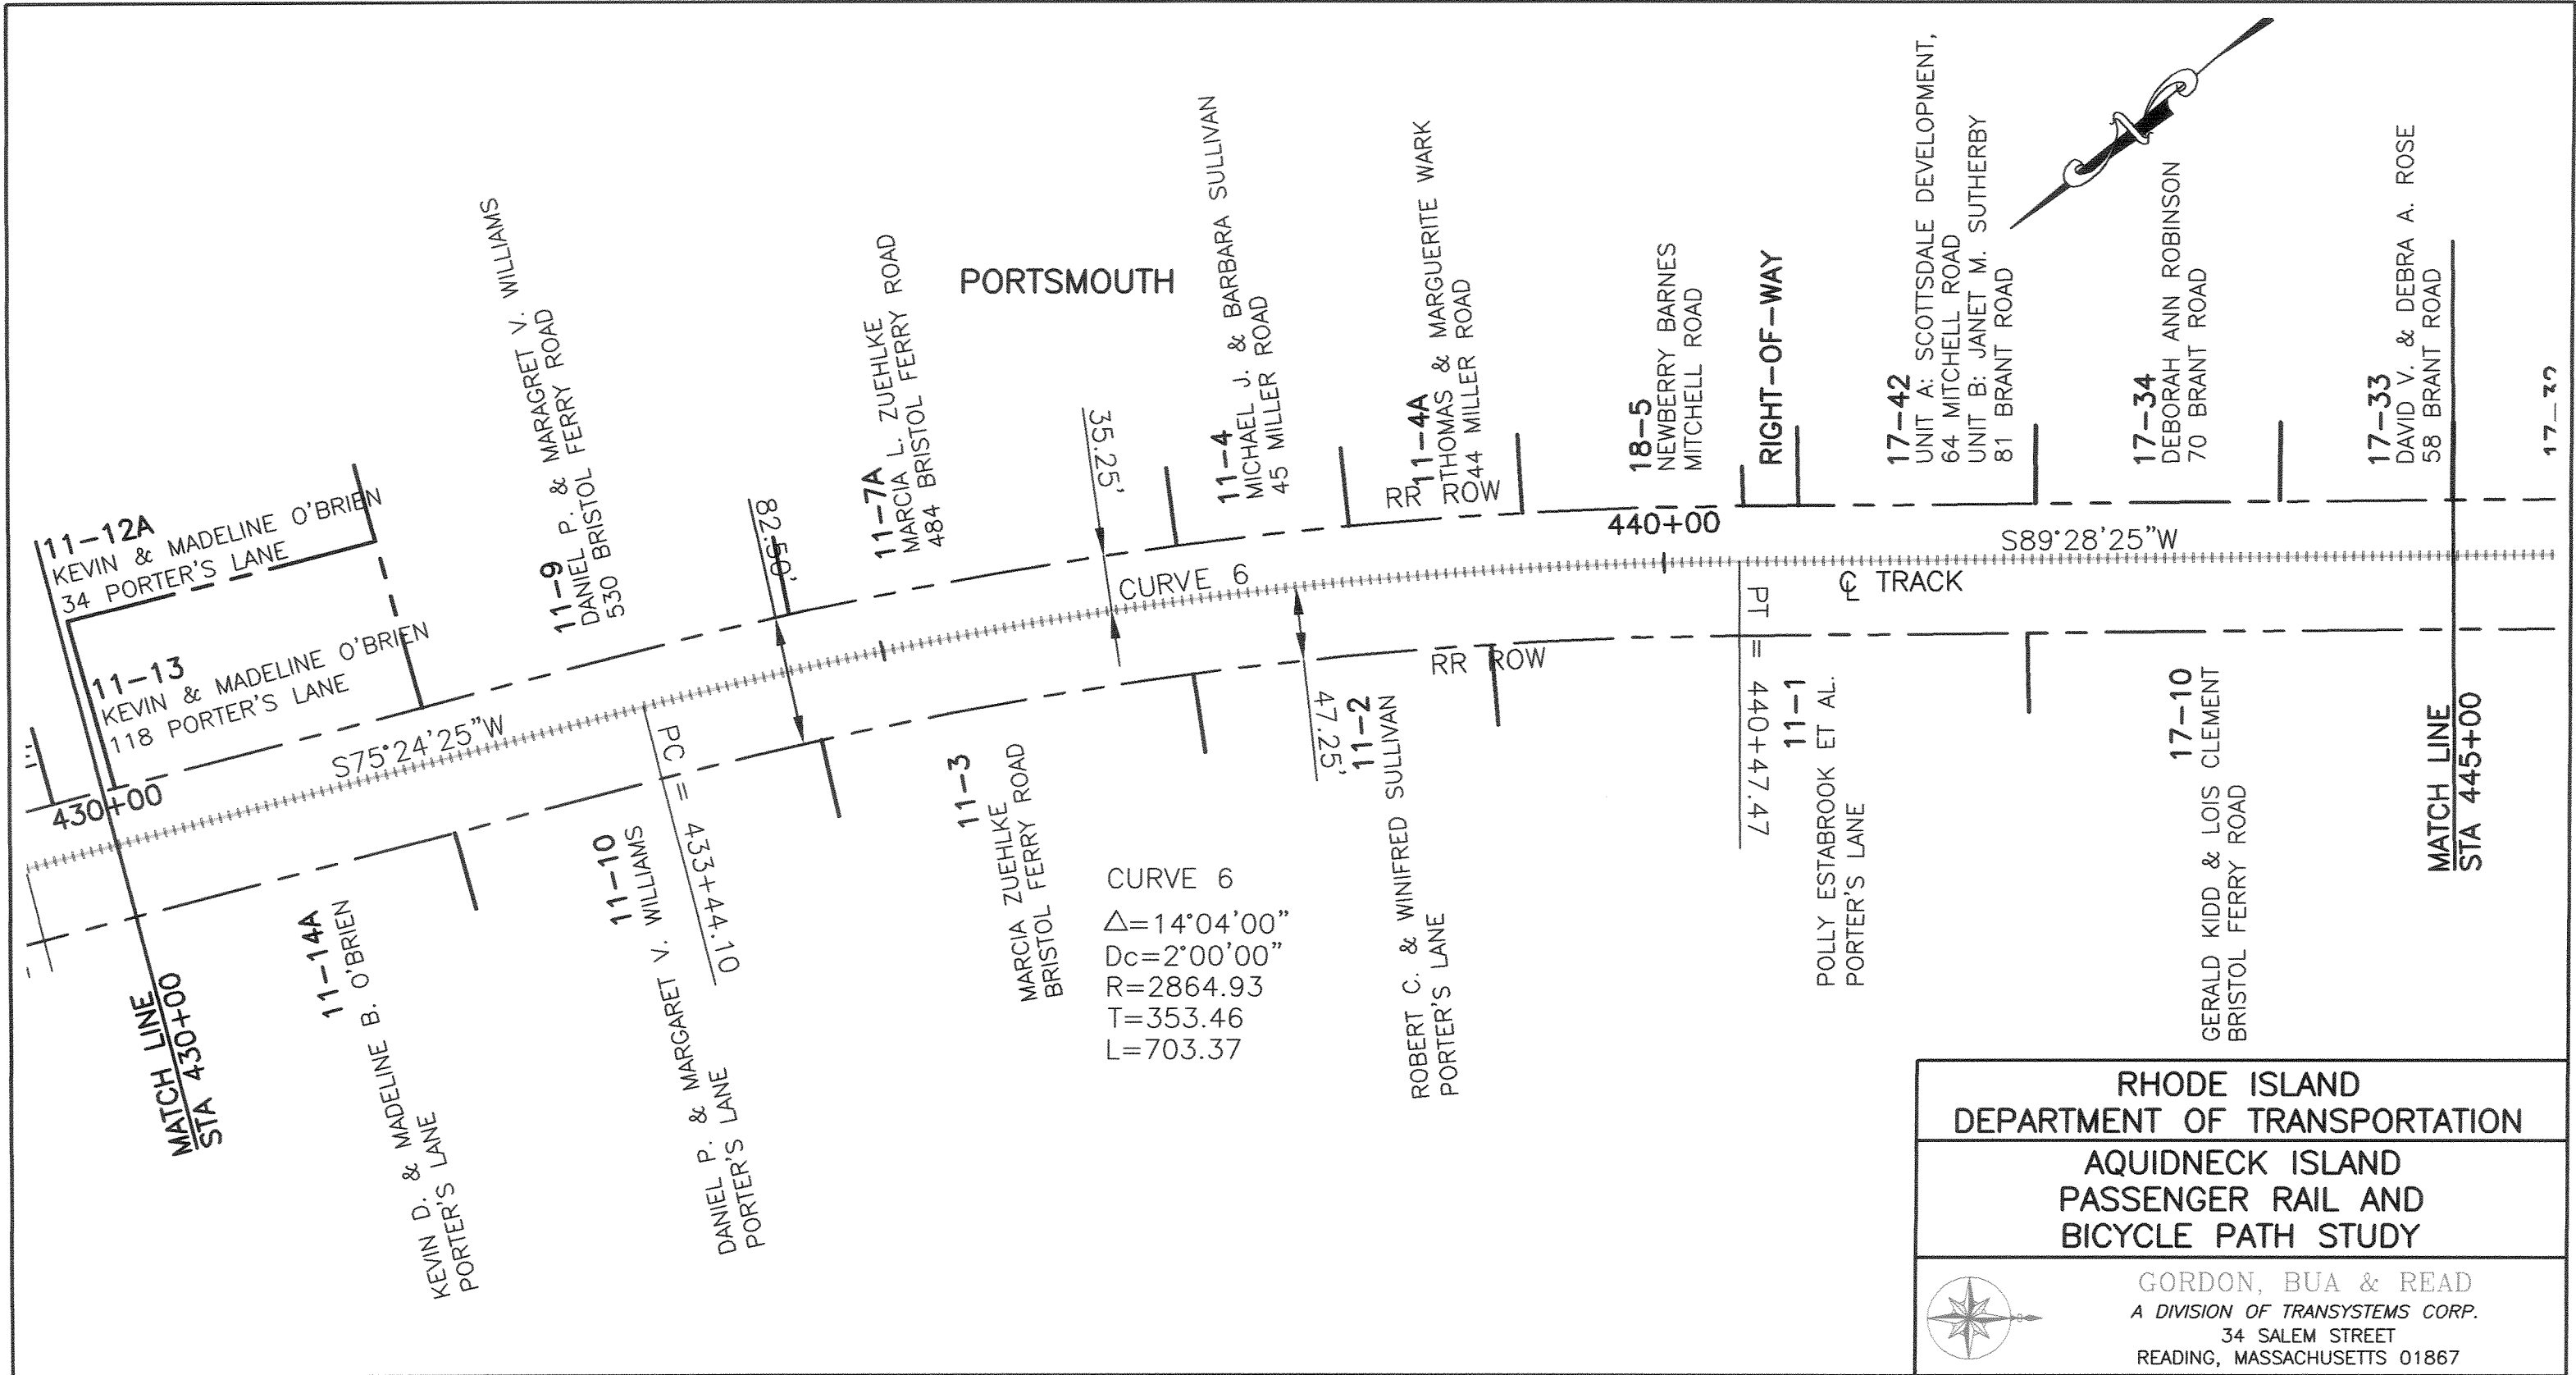 11-12A
KEVIN & MADELINE O'BRIEN
34 PORTER'S LANE
11-13
KEVIN & MADELINE O'BRIEN
118 PORTER'S LANE
11-9
DANIEL P. & MARAGRET V. WILLIAMS
530 BRISTOL FERRY ROAD
82.50'
11-7A
MARCIA L. ZUEHLKE
484 BRISTOL FERRY ROAD
PORTSMOUTH
35.25'
11-4
MICHAEL J. & BARBARA SULLIVAN
45 MILLER ROAD
11-4A
THOMAS & MARGUERITE WARK
44 MILLER ROAD
RR ROW
18-5
NEWBERRY BARNES
MITCHELL ROAD
RIGHT-OF-WAY
17-42
UNIT A: SCOTTSDALE DEVELOPMENT,
64 MITCHELL ROAD
UNIT B: JANET M. SUTHERBY
81 BRANT ROAD
17-34
DEBORAH ANN ROBINSON
70 BRANT ROAD
17-33
DAVID V. & DEBRA A. ROSE
58 BRANT ROAD
N
430+00
S75°24'25"W
CURVE 6
440+00
S89°28'25"W
℄ TRACK
PC = 433+44.10
PT = 440+47.47
RR ROW
47.25'
MATCH LINE
STA 430+00
11-14A
KEVIN D. & MADELINE B. O'BRIEN
PORTER'S LANE
11-10
DANIEL P. & MARGARET V. WILLIAMS
PORTER'S LANE
11-3
MARCIA ZUEHLKE
BRISTOL FERRY ROAD
CURVE 6
△=14°04'00"
Dc=2°00'00"
R=2864.93
T=353.46
L=703.37
11-2
ROBERT C. & WINIFRED SULLIVAN
PORTER'S LANE
11-1
POLLY ESTABROOK ET AL.
PORTER'S LANE
17-10
GERALD KIDD & LOIS CLEMENT
BRISTOL FERRY ROAD
MATCH LINE
STA 445+00
RHODE ISLAND
DEPARTMENT OF TRANSPORTATION
AQUIDNECK ISLAND
PASSENGER RAIL AND
BICYCLE PATH STUDY
GORDON, BUA & READ
A DIVISION OF TRANSYSTEMS CORP.
34 SALEM STREET
READING, MASSACHUSETTS 01867